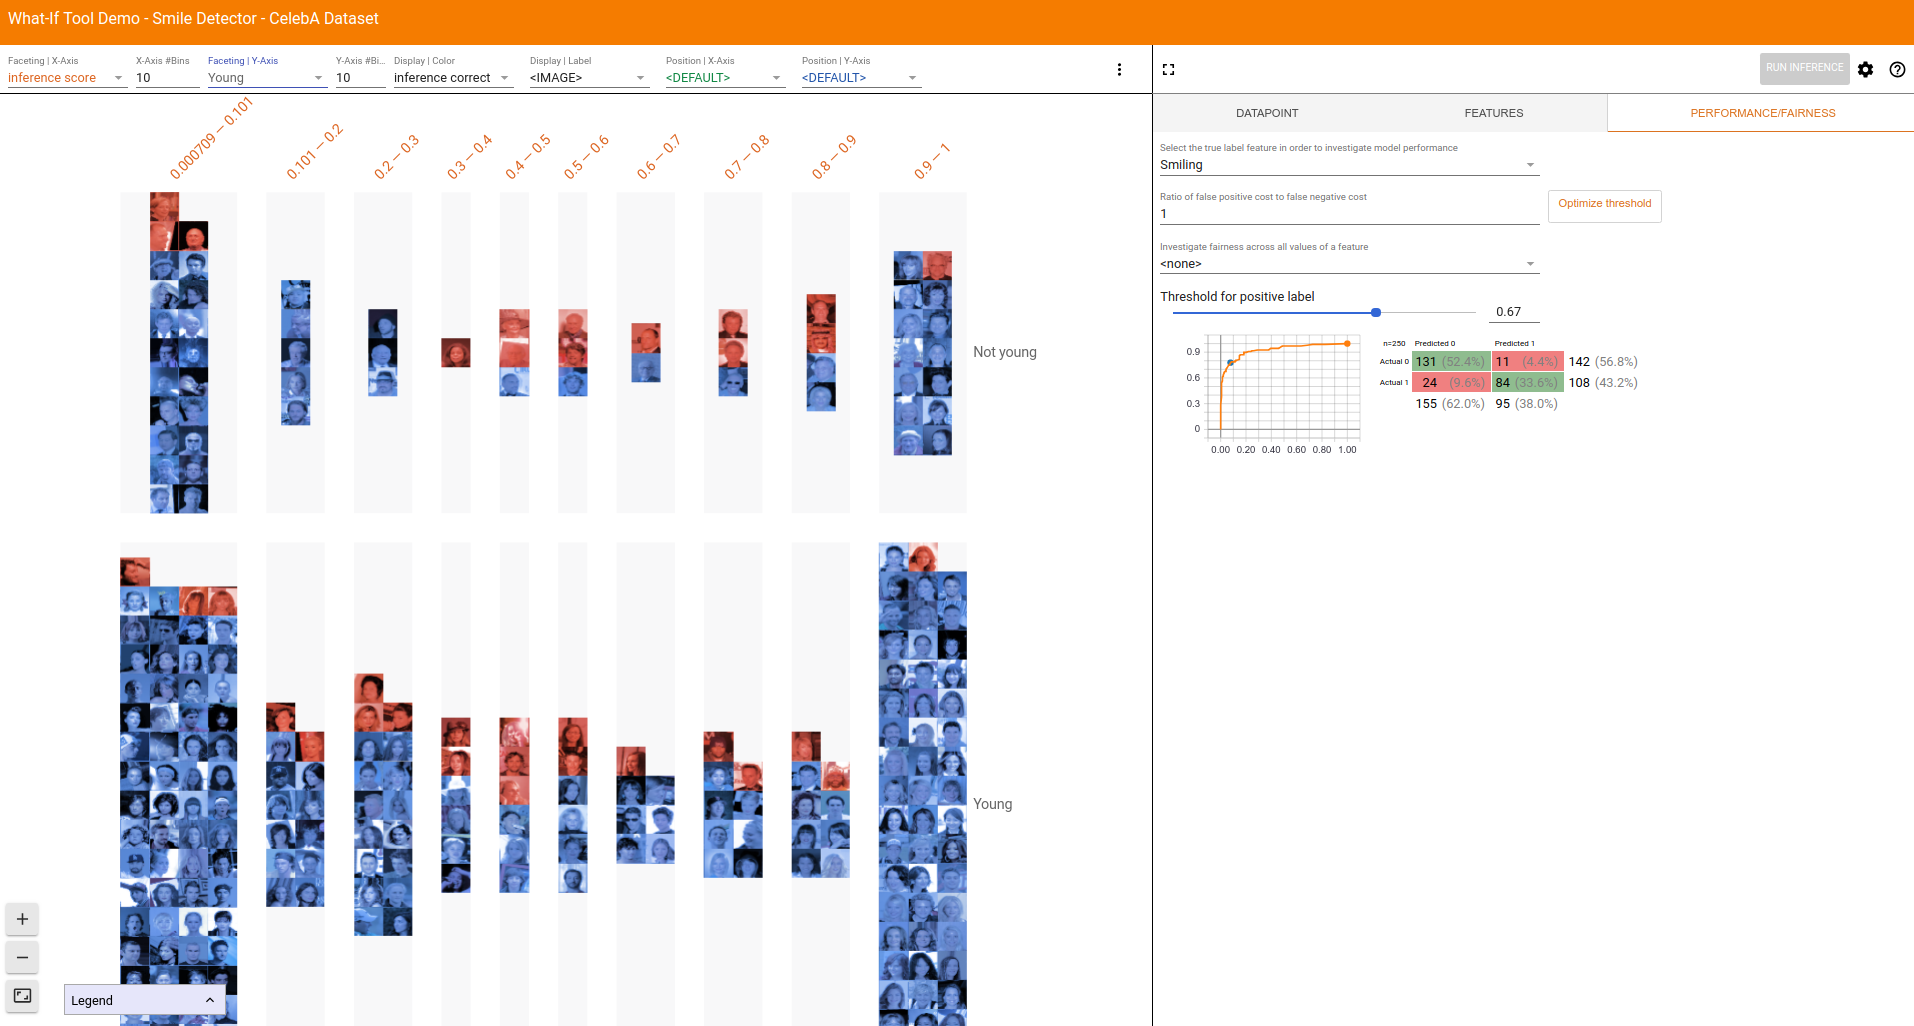 What-If Tool Demo - Smile Detector - CelebA Dataset
Faceting | X-Axis
inference score
X-Axis #Bins
10
Faceting | Y-Axis
Young
Y-Axis #Bi...
10
Display | Color
inference correct
Display | Label
<IMAGE>
Position | X-Axis
<DEFAULT>
Position | Y-Axis
<DEFAULT>
0.000709 – 0.101
0.101 – 0.2
0.2 – 0.3
0.3 – 0.4
0.4 – 0.5
0.5 – 0.6
0.6 – 0.7
0.7 – 0.8
0.8 – 0.9
0.9 – 1
Not young
Young
+
−
Legend
RUN INFERENCE
DATAPOINT
FEATURES
PERFORMANCE/FAIRNESS
Select the true label feature in order to investigate model performance
Smiling
Ratio of false positive cost to false negative cost
1
Optimize threshold
Investigate fairness across all values of a feature
<none>
Threshold for positive label
0.67
0.9
0.6
0.3
0
0.00 0.20 0.40 0.60 0.80 1.00
n=250 Predicted 0 Predicted 1
Actual 0 131 (52.4%) 11 (4.4%) 142 (56.8%)
Actual 1 24 (9.6%) 84 (33.6%) 108 (43.2%)
155 (62.0%) 95 (38.0%)